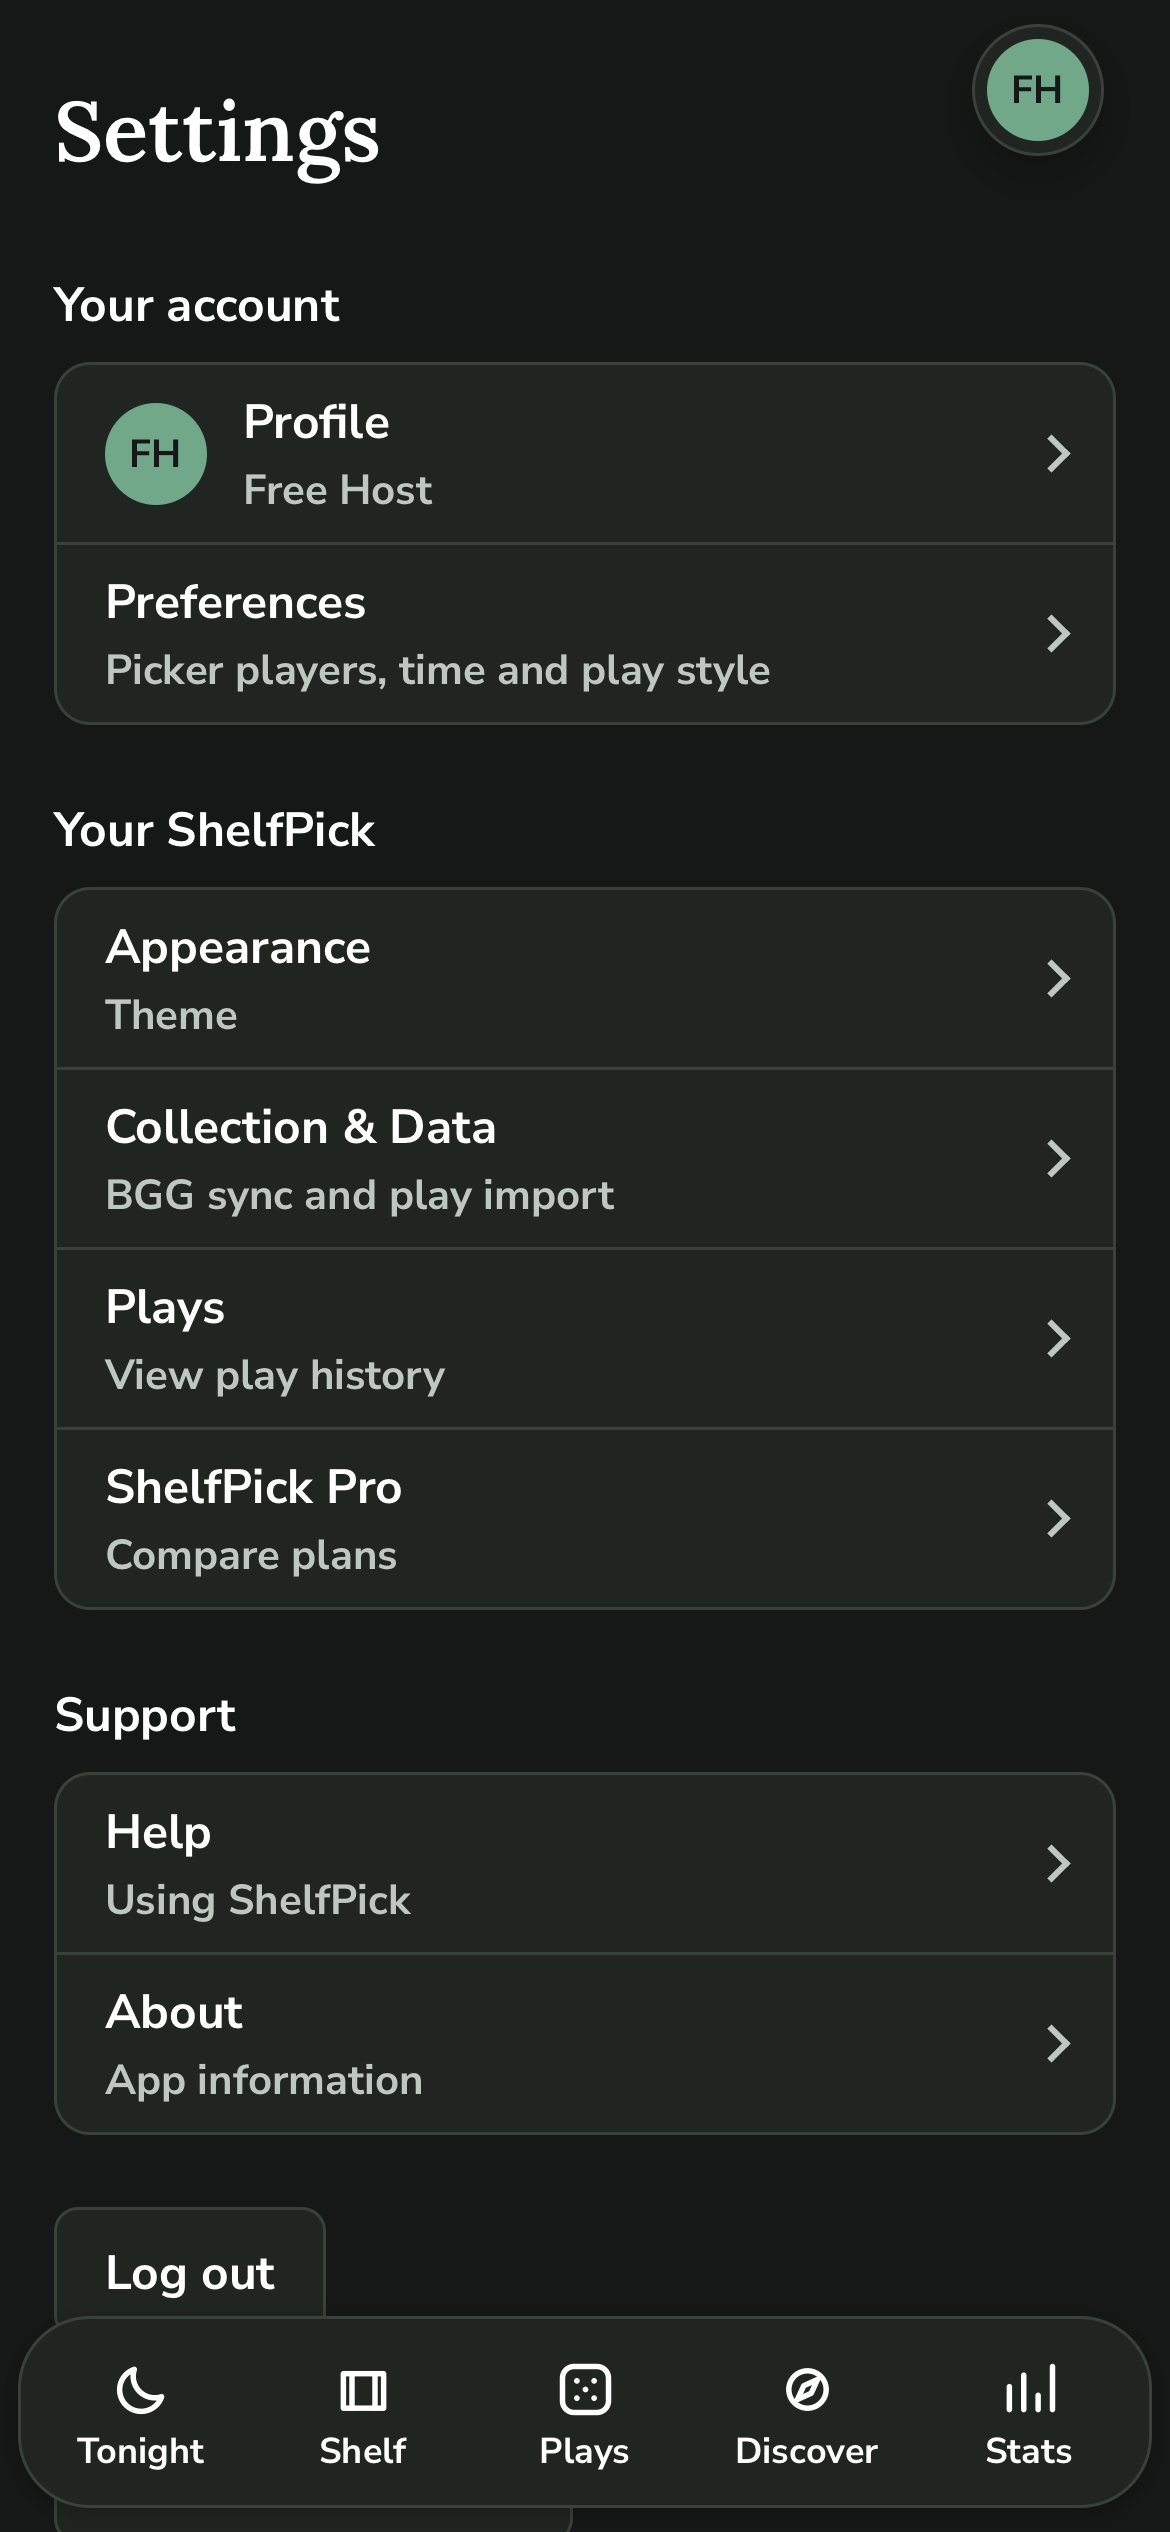 FH
Settings
Your account
FH
Profile
Free Host
Preferences
Picker players, time and play style
Your ShelfPick
Appearance
Theme
Collection & Data
BGG sync and play import
Plays
View play history
ShelfPick Pro
Compare plans
Support
Help
Using ShelfPick
About
App information
Log out
Tonight
Shelf
Plays
Discover
Stats